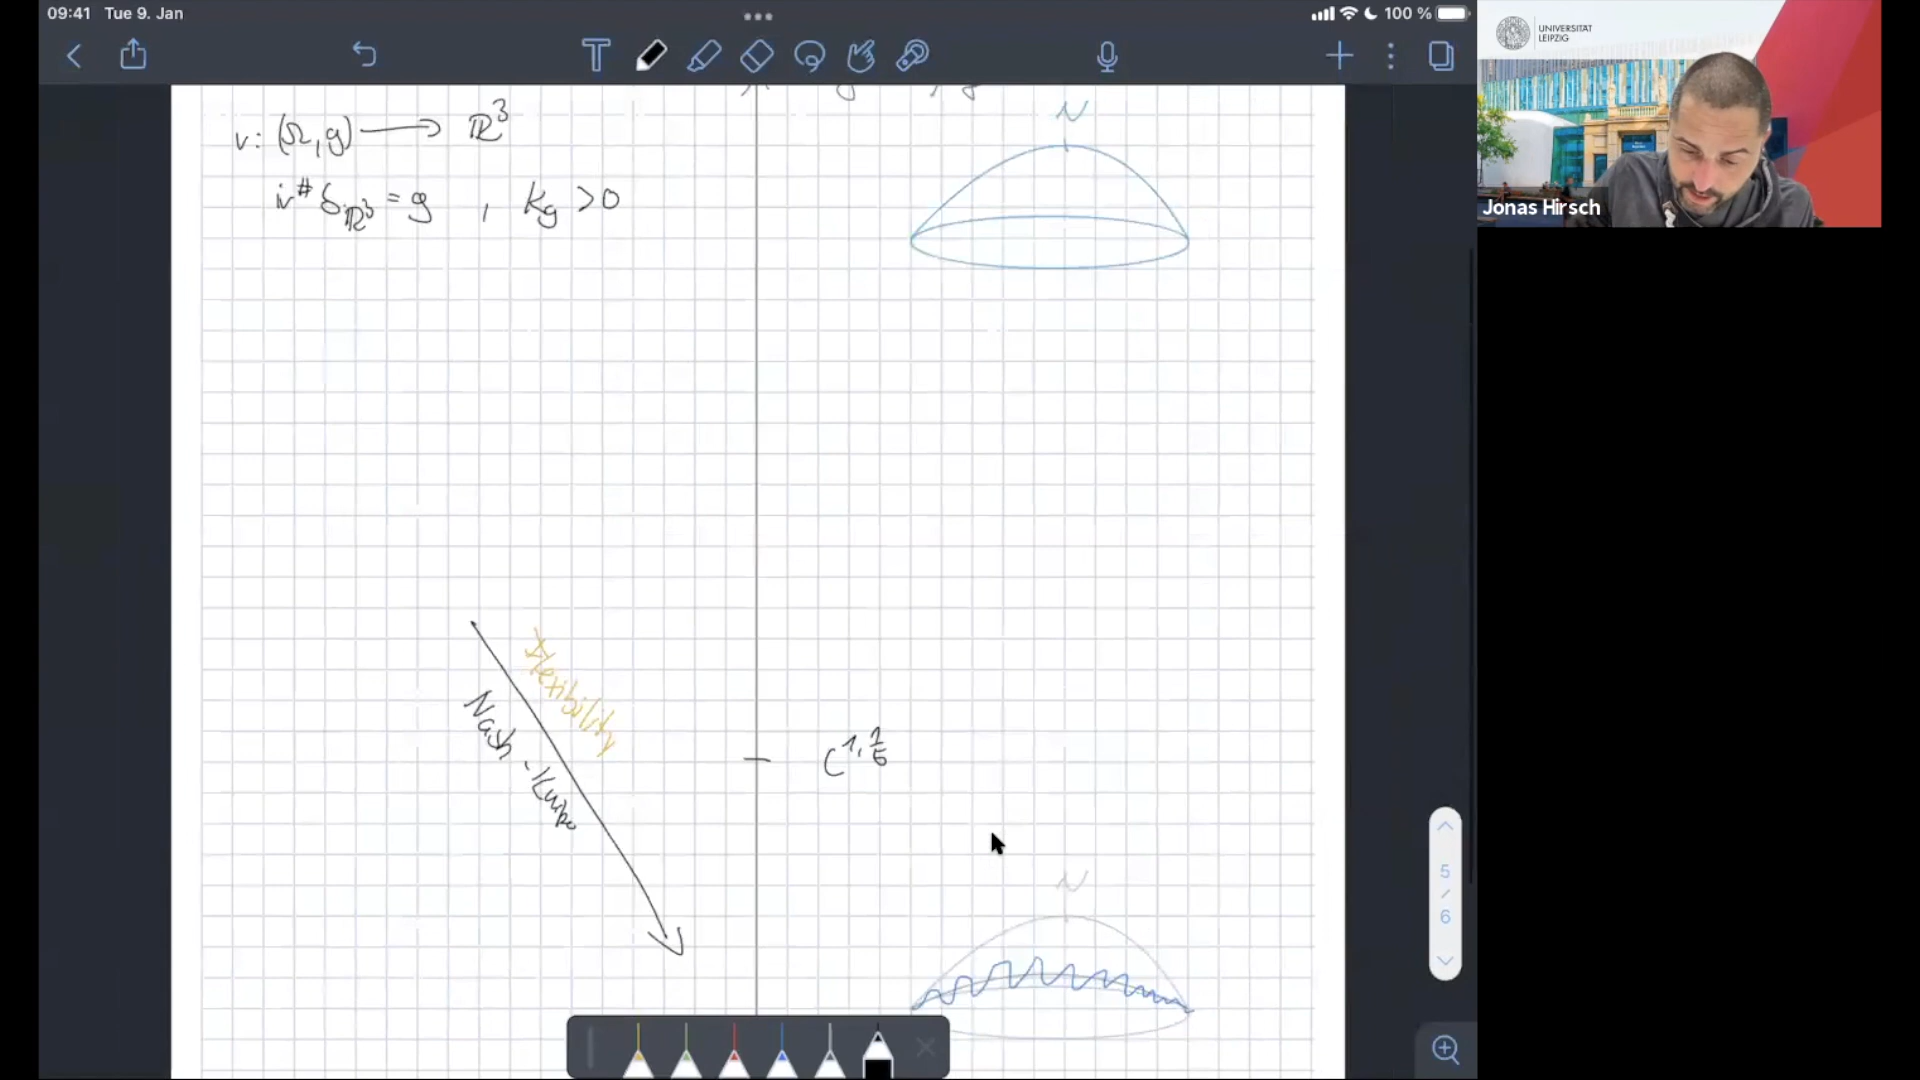 09:41 Tue 9. Jan
100 %
UNIVERSITÄT
LEIPZIG
Jonas Hirsch
N
v: (Ω, g) ⟶ ℝ³
v# δ_ℝ³ = g , kg > 0
Flexibility
Nash - Kuiper
C^{1, 1/5}
N
5
/
6